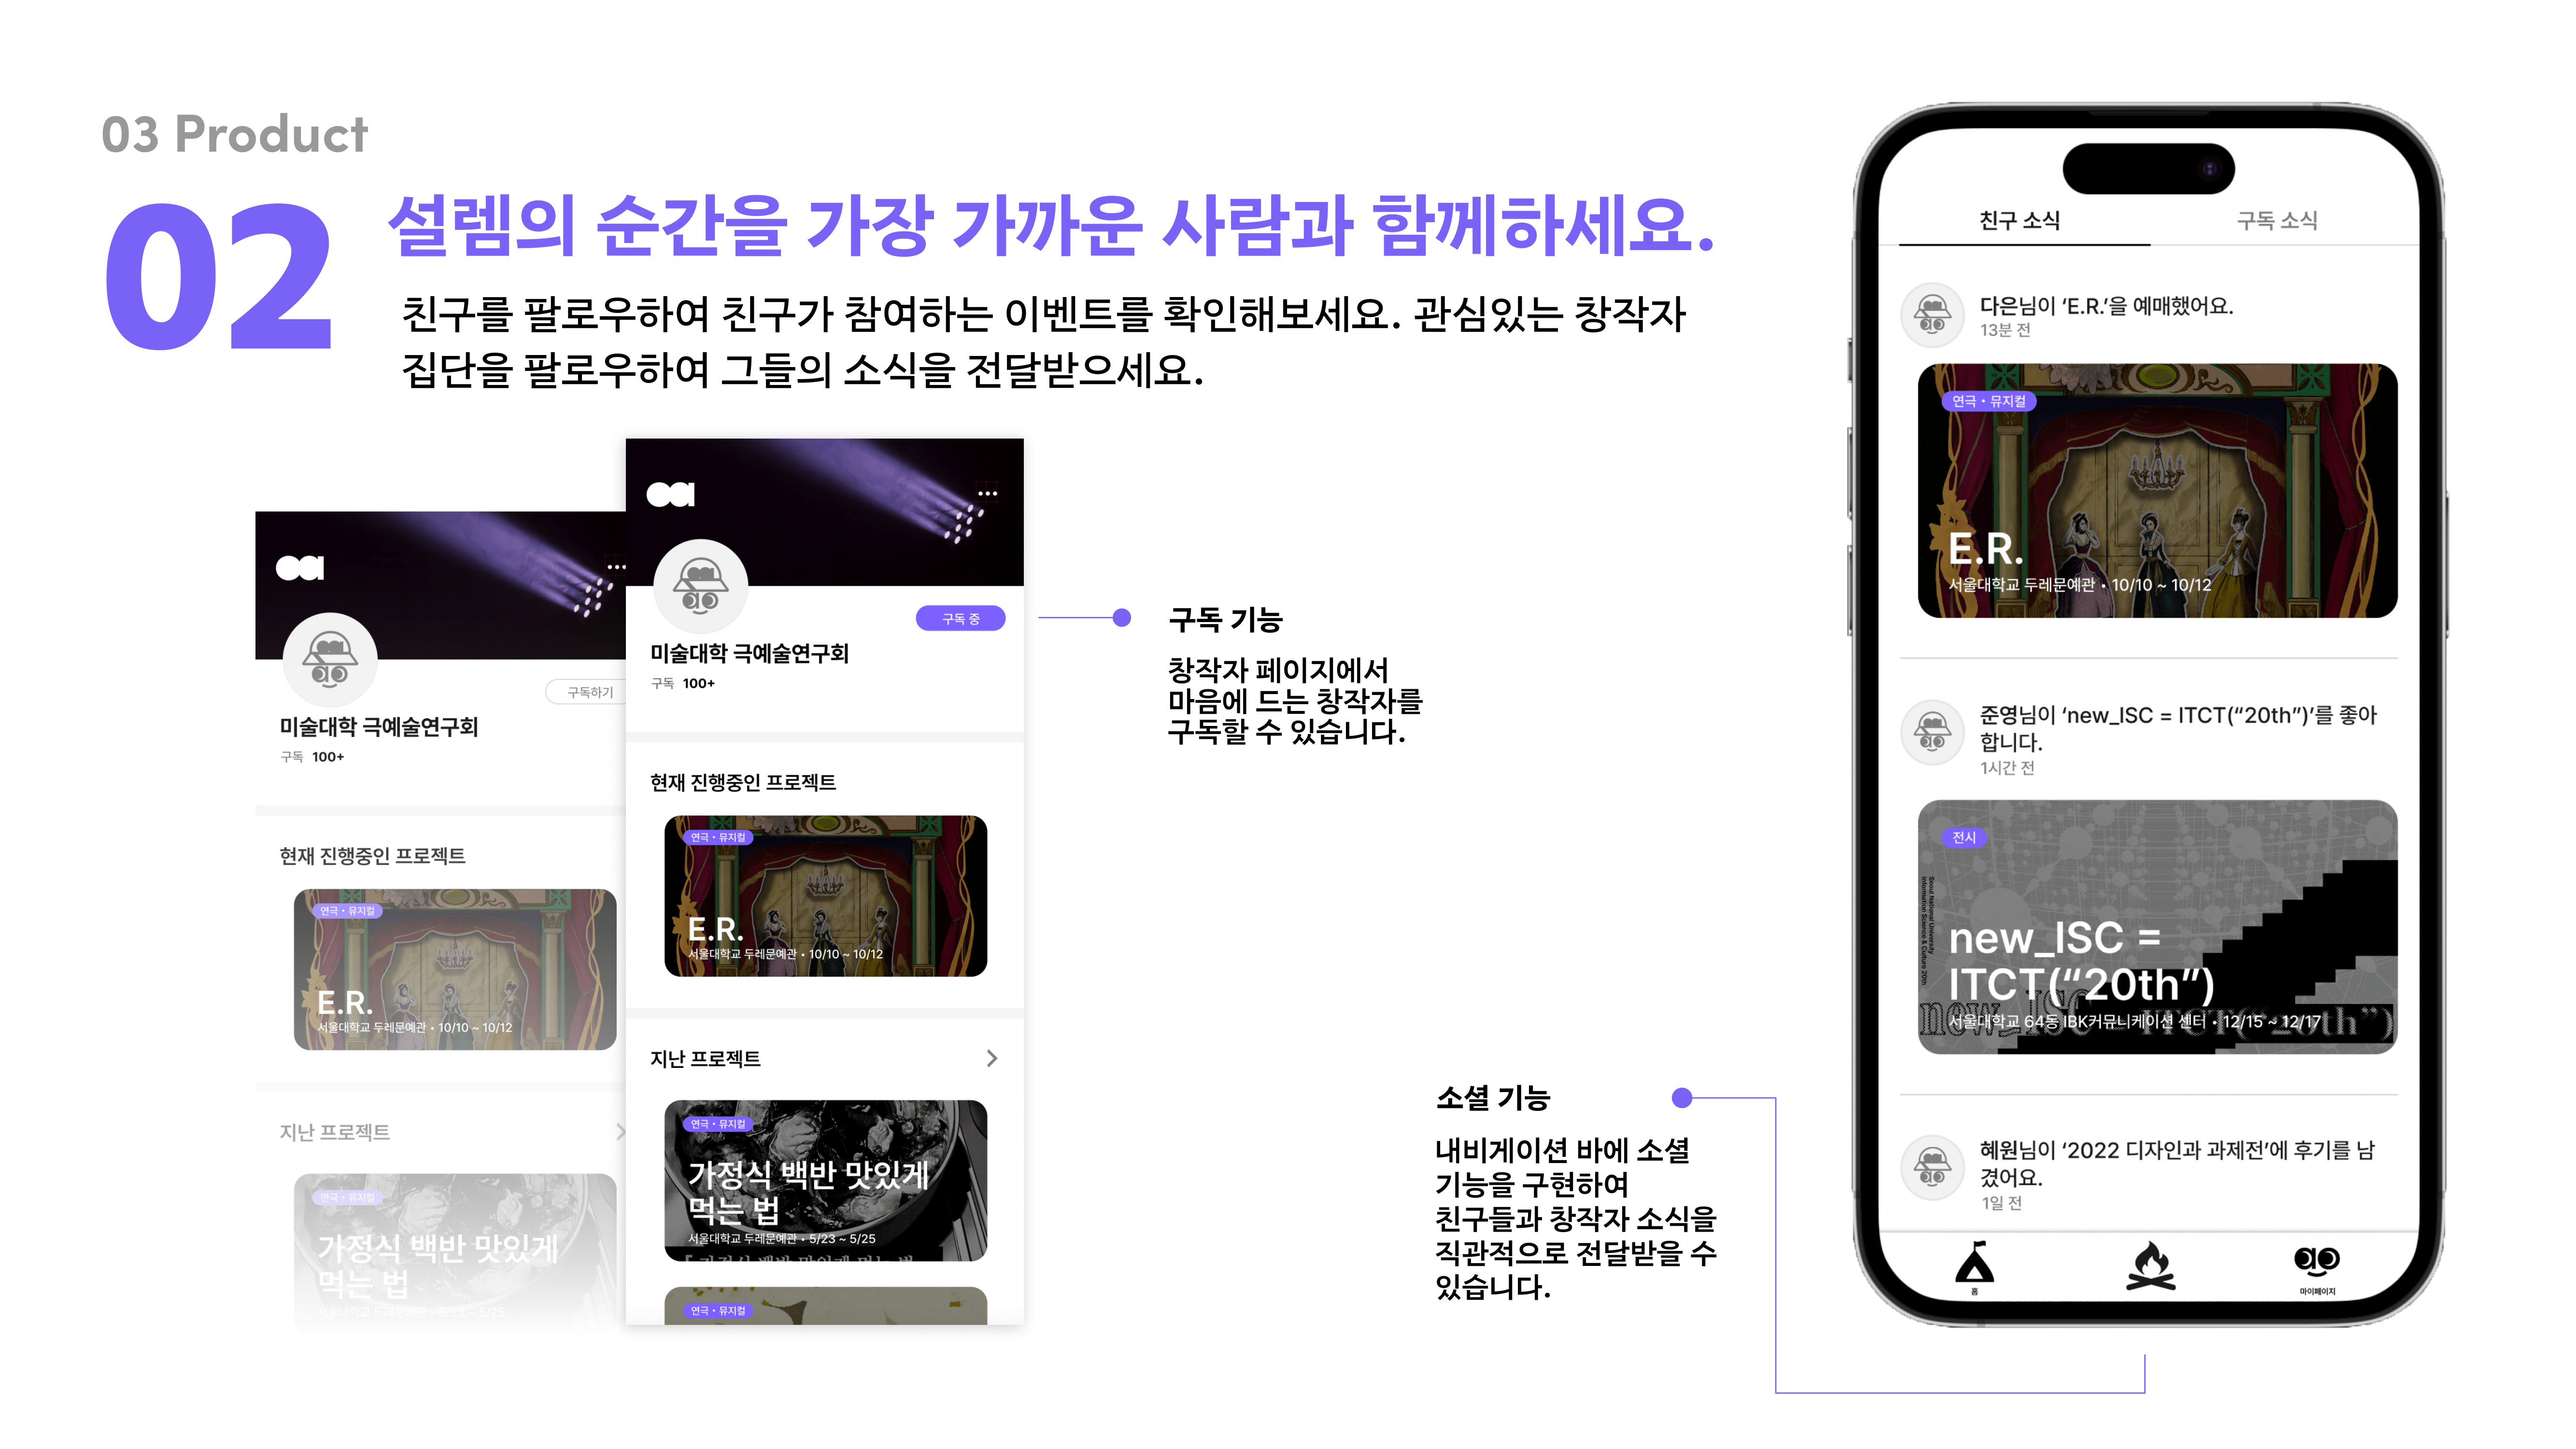 03 Product
02
설렘의 순간을 가장 가까운 사람과 함께하세요.
친구를 팔로우하여 친구가 참여하는 이벤트를 확인해보세요. 관심있는 창작자
집단을 팔로우하여 그들의 소식을 전달받으세요.
구독하기
미술대학 극예술연구회
구독 100+
현재 진행중인 프로젝트
연극 • 뮤지컬
E.R.
서울대학교 두레문예관 • 10/10 ~ 10/12
지난 프로젝트
연극 • 뮤지컬
가정식 백반 맛있게
먹는 법
서울대학교 두레문예관 • 5/23 ~ 5/25
구독 중
미술대학 극예술연구회
구독 100+
현재 진행중인 프로젝트
연극 • 뮤지컬
E.R.
서울대학교 두레문예관 • 10/10 ~ 10/12
지난 프로젝트
연극 • 뮤지컬
가정식 백반 맛있게
먹는 법
서울대학교 두레문예관 • 5/23 ~ 5/25
연극 • 뮤지컬
구독 기능
창작자 페이지에서
마음에 드는 창작자를
구독할 수 있습니다.
소셜 기능
내비게이션 바에 소셜
기능을 구현하여
친구들과 창작자 소식을
직관적으로 전달받을 수
있습니다.
친구 소식
구독 소식
다은님이 ‘E.R.’을 예매했어요.
13분 전
연극 • 뮤지컬
E.R.
서울대학교 두레문예관 • 10/10 ~ 10/12
준영님이 ‘new_ISC = ITCT(“20th”)’를 좋아
합니다.
1시간 전
전시
Seoul National University
Information Science & Culture 20th
new_ISC =
ITCT(“20th”)
서울대학교 64동 IBK커뮤니케이션 센터 • 12/15 ~ 12/17
혜원님이 ‘2022 디자인과 과제전’에 후기를 남
겼어요.
1일 전
홈
마이페이지